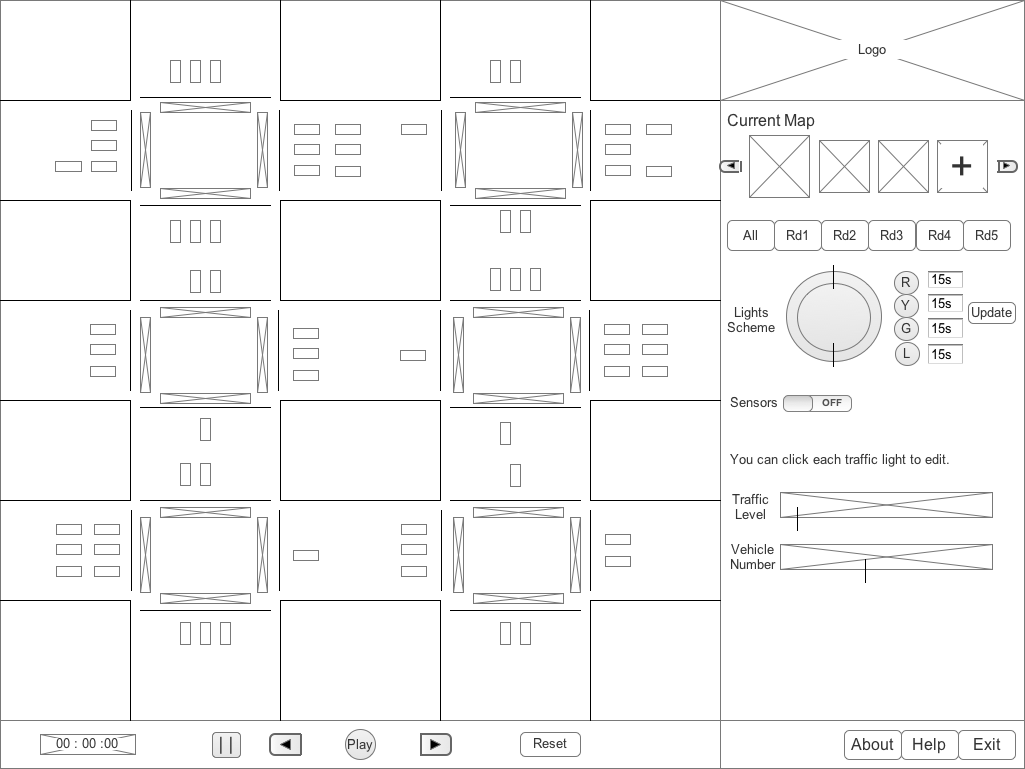 Logo
Current Map
All Rd1 Rd2 Rd3 Rd4 Rd5
R 15s
Y 15s
G 15s
L 15s
Lights
Scheme
Update
Sensors OFF
You can click each traffic light to edit.
Traffic
Level
Vehicle
Number
00 : 00 :00 Play Reset About Help Exit